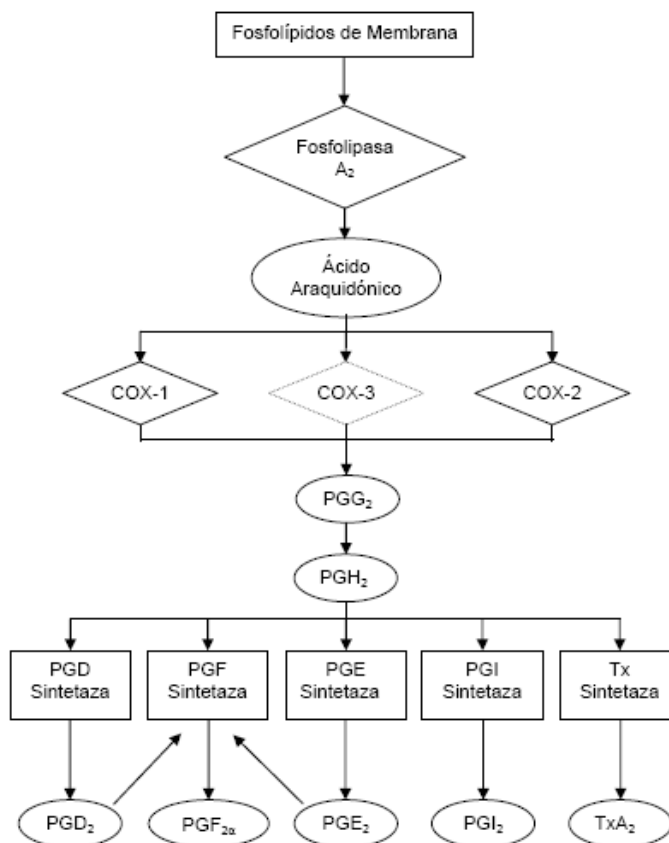 Fosfolípidos de Membrana
Fosfolipasa
A₂
Ácido
Araquidónico
COX-1
COX-3
COX-2
PGG₂
PGH₂
PGD
Sintetaza
PGF
Sintetaza
PGE
Sintetaza
PGI
Sintetaza
Tx
Sintetaza
PGD₂
PGF₂α
PGE₂
PGI₂
TxA₂